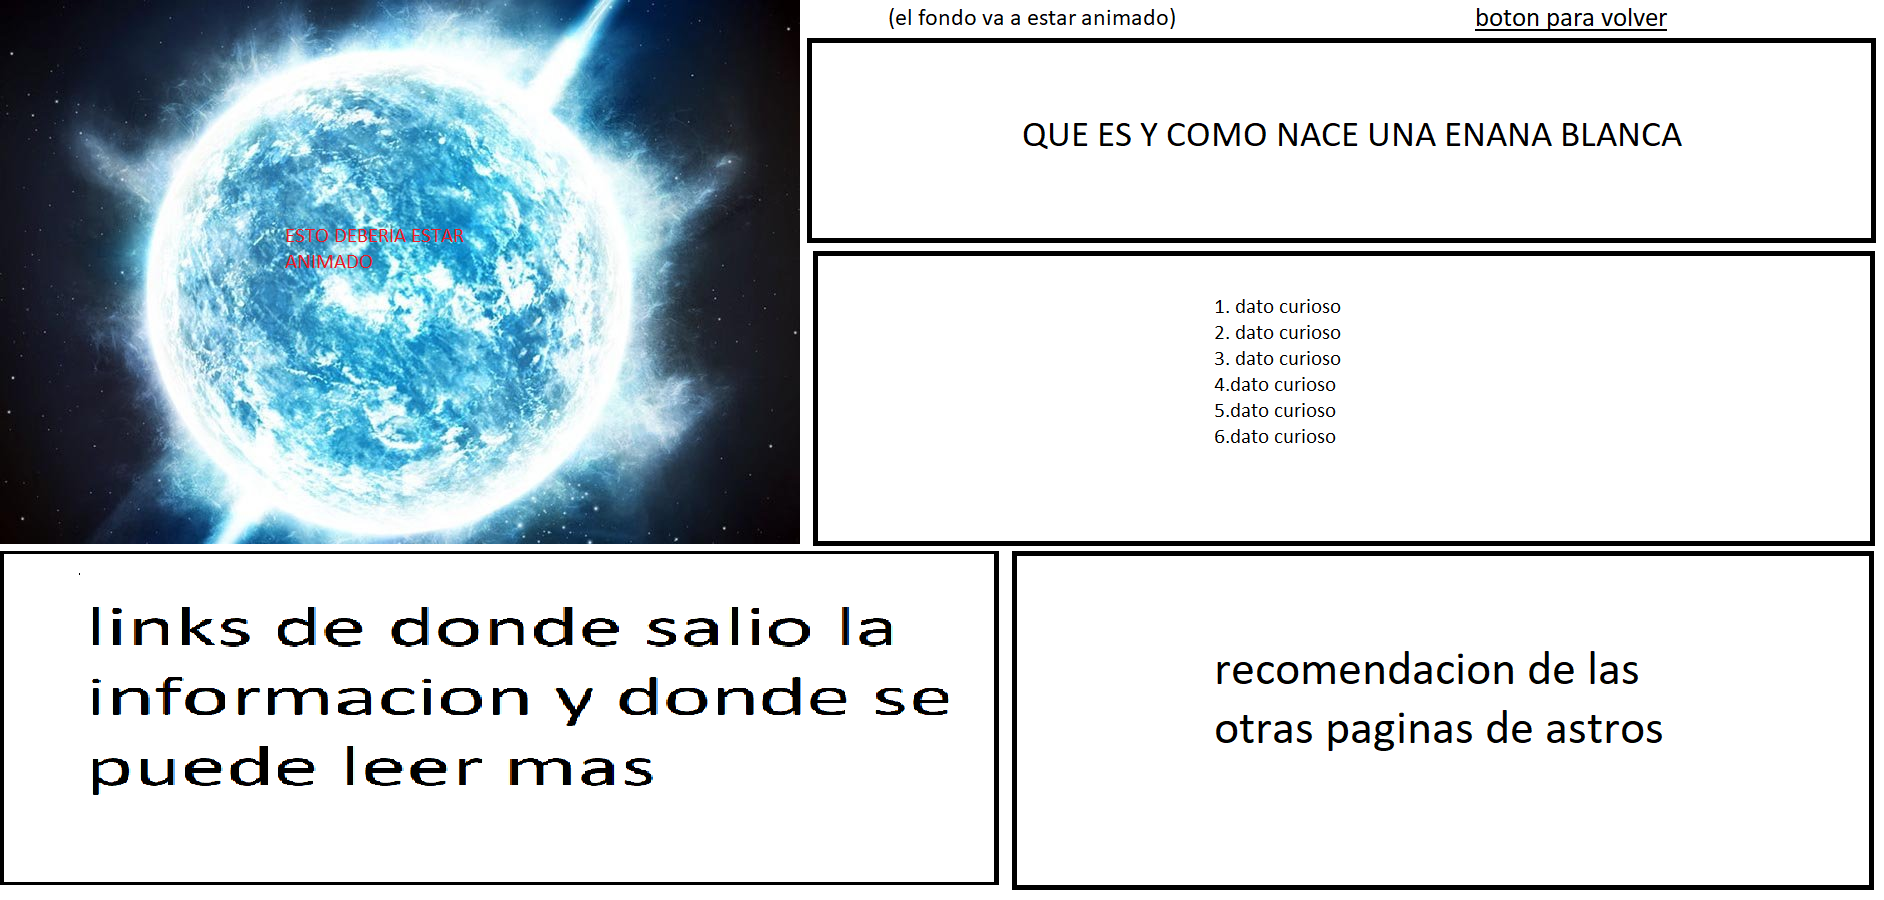 (el fondo va a estar animado)
boton para volver
QUE ES Y COMO NACE UNA ENANA BLANCA
ESTO DEBERÍA ESTAR
ANIMADO
1. dato curioso
2. dato curioso
3. dato curioso
4.dato curioso
5.dato curioso
6.dato curioso
links de donde salio la
informacion y donde se
puede leer mas
recomendacion de las
otras paginas de astros